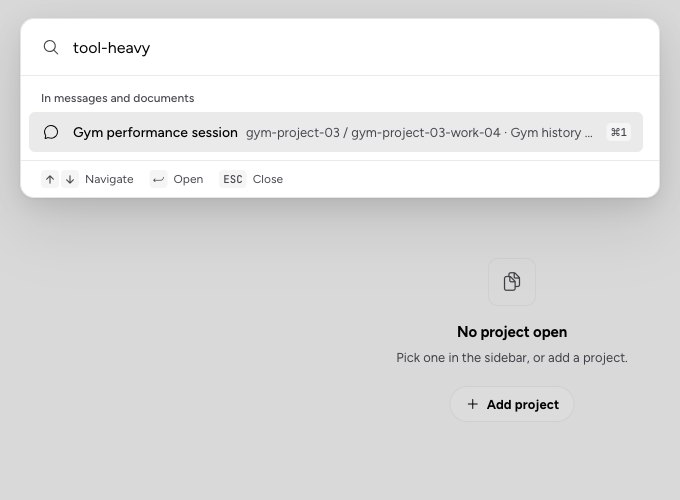 tool-heavy
In messages and documents
Gym performance session gym-project-03 / gym-project-03-work-04 · Gym history ... ⌘1
↑ ↓ Navigate ↩ Open ESC Close
No project open
Pick one in the sidebar, or add a project.
+ Add project